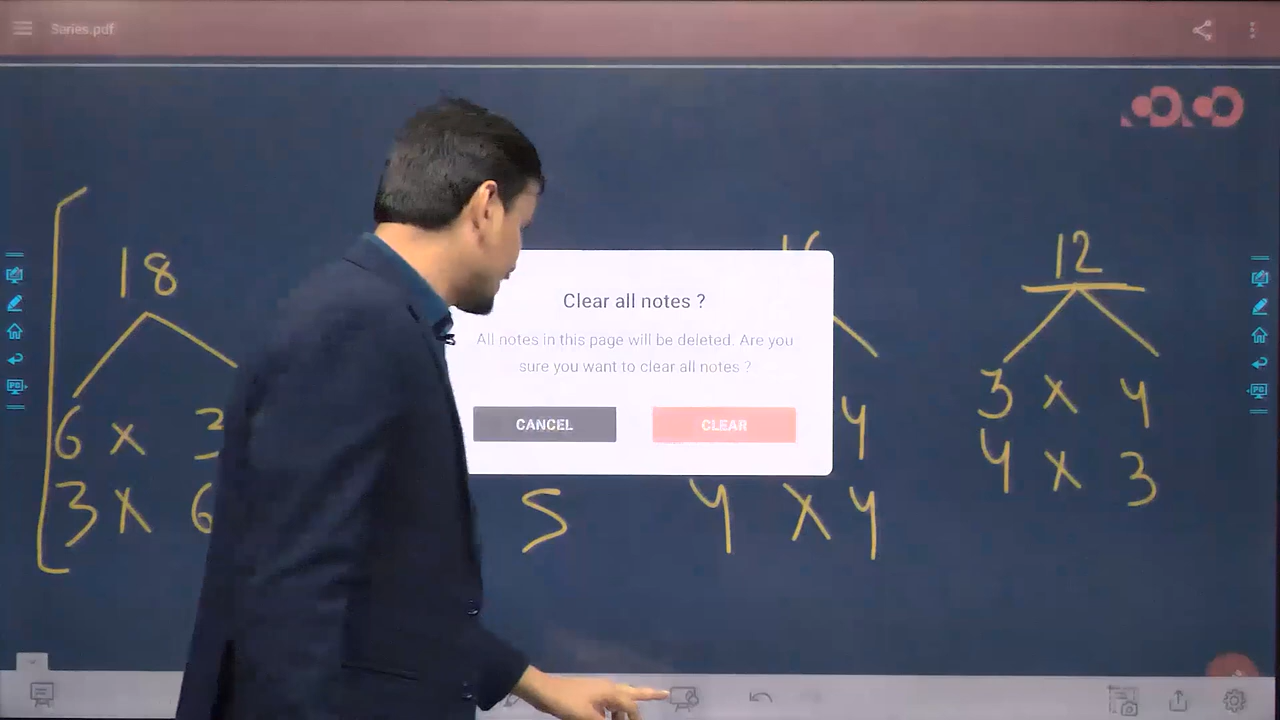 Series.pdf
18
12
6 x 3
3 x 6
5
4
4 x 4
3 x 4
4 x 3
Clear all notes ?
All notes in this page will be deleted. Are you
sure you want to clear all notes ?
CANCEL
CLEAR